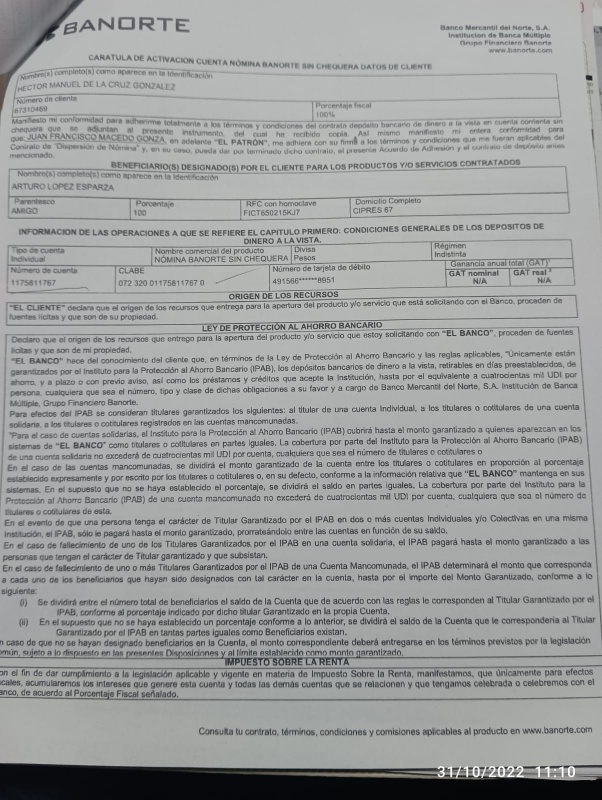 BANORTE
Banco Mercantil del Norte, S.A.
Institucion de Banca Múltiple
Grupo Financiero Banorte
www.banorte.com
CARATULA DE ACTIVACION CUENTA NÓMINA BANORTE SIN CHEQUERA DATOS DE CLIENTE
Nombre(s) completo(s) como aparece en la Identificación
HECTOR MANUEL DE LA CRUZ GONZALEZ
Número de cliente
67310469
Porcentaje fiscal
100%
Manifiesto mi conformidad para adherirme totalmente a los términos y condiciones del contrato depósito bancario de dinero a la vista en cuenta corriente sin
chequera que se adjuntan al presente instrumento, del cual he recibido copia. Así mismo manifiesto mi entera conformidad para
que: JUAN FRANCISCO MACEDO GONZA, en adelante "EL PATRÓN", me adhiera con su firma a los términos y condiciones que me fueran aplicables del
Contrato de "Dispersión de Nómina" y, en su caso, pueda dar por terminado dicho contrato, el presente Acuerdo de Adhesión y el contrato de depósito antes
mencionado.
BENEFICIARIO(S) DESIGNADO(S) POR EL CLIENTE PARA LOS PRODUCTOS Y/O SERVICIOS CONTRATADOS
Nombre(s) completo(s) como aparece en la Identificación
ARTURO LOPEZ ESPARZA
Parentesco
AMIGO
Porcentaje
100
RFC con homoclave
FICT650215KJ7
Domicilio Completo
CIPRES 67
INFORMACION DE LAS OPERACIONES A QUE SE REFIERE EL CAPITULO PRIMERO: CONDICIONES GENERALES DE LOS DEPOSITOS DE
DINERO A LA VISTA.
Tipo de cuenta
Individual
Nombre comercial del producto
NÓMINA BANORTE SIN CHEQUERA
Divisa
Pesos
Régimen
Indistinta
Número de cuenta
1175811767
CLABE
072 320 01175811767 0
Número de tarjeta de débito
491566******8951
Ganancia anual total (GAT)
GAT nominal
N/A
GAT real
N/A
ORIGEN DE LOS RECURSOS
"EL CLIENTE" declara que el origen de los recursos que entrega para la apertura del producto y/o servicio que está solicitando con el Banco, proceden de
fuentes lícitas y que son de su propiedad.
LEY DE PROTECCIÓN AL AHORRO BANCARIO
Declaro que el origen de los recursos que entrego para la apertura del producto y/o servicio que estoy solicitando con "EL BANCO", proceden de fuentes
lícitas y que son de mi propiedad.
"EL BANCO" hace del conocimiento del cliente que, en términos de la Ley de Protección al Ahorro Bancario y las reglas aplicables, "Únicamente están
garantizados por el Instituto para la Protección al Ahorro Bancario (IPAB), los depósitos bancarios de dinero a la vista, retirables en días preestablecidos, de
ahorro, y a plazo o con previo aviso, así como los préstamos y créditos que acepte la Institución, hasta por el equivalente a cuatrocientas mil UDI por
persona, cualquiera que sea el número, tipo y clase de dichas obligaciones a su favor y a cargo de Banco Mercantil del Norte, S.A. Institución de Banca
Múltiple, Grupo Financiero Banorte.
Para efectos del IPAB se consideran titulares garantizados los siguientes: al titular de una cuenta Individual, a los titulares o cotitulares de una cuenta
solidaria, a los titulares o cotitulares registrados en las cuentas mancomunadas.
"Para el caso de cuentas solidarias, el Instituto para la Protección al Ahorro Bancario (IPAB) cubrirá hasta el monto garantizado a quienes aparezcan en los
sistemas de "EL BANCO" como titulares o cotitulares en partes iguales. La cobertura por parte del Instituto para la Protección al Ahorro Bancario (IPAB)
de una cuenta solidaria no excederá de cuatrocientos mil UDI por cuenta, cualquiera que sea el número de titulares o cotitulares o
En el caso de las cuentas mancomunadas, se dividirá el monto garantizado de la cuenta entre los titulares o cotitulares en proporción al porcentaje
establecido expresamente y por escrito por los titulares o cotitulares o, en su defecto, conforme a la información relativa que "EL BANCO" mantenga en sus
sistemas. En el supuesto que no se haya establecido el porcentaje, se dividirá el saldo en partes iguales. La cobertura por parte del Instituto para la
Protección al Ahorro Bancario (IPAB) de una cuenta mancomunada no excederá de cuatrocientos mil UDI por cuenta, cualquiera que sea el número de
titulares o cotitulares de esta.
En el evento de que una persona tenga el carácter de Titular Garantizado por el IPAB en dos o más cuentas Individuales y/o Colectivas en una misma
Institución, el IPAB, sólo le pagará hasta el monto garantizado, prorrateándolo entre las cuentas en función de su saldo.
En el caso de fallecimiento de uno de los Titulares Garantizados por el IPAB en una cuenta solidaria, el IPAB pagará hasta el monto garantizado a las
personas que tengan el carácter de Titular garantizado y que subsistan.
En el caso de fallecimiento de uno o más Titulares Garantizados por el IPAB de una Cuenta Mancomunada, el IPAB determinará el monto que corresponda
a cada uno de los beneficiarios que hayan sido designados con tal carácter en la cuenta, hasta por el importe del Monto Garantizado, conforme a lo
siguiente:
(i) Se dividirá entre el número total de beneficiarios el saldo de la Cuenta que de acuerdo con las reglas le correspondan al Titular Garantizado por el
IPAB, conforme al porcentaje indicado por dicho titular Garantizado en la propia Cuenta.
(ii) En el supuesto que no se haya establecido un porcentaje conforme a lo anterior, se dividirá el saldo de la Cuenta que le correspondería al Titular
Garantizado por el IPAB en tantas partes iguales como Beneficiarios existan.
n caso de que no se hayan designado beneficiarios en la Cuenta, el monto correspondiente deberá entregarse en los términos previstos por la legislación
omún, sujeto a lo dispuesto en las presentes Disposiciones y al límite establecido como monto garantizado.
IMPUESTO SOBRE LA RENTA
on el fin de dar cumplimiento a la legislación aplicable y vigente en materia de Impuesto Sobre la Renta, manifestamos, que únicamente para efectos
scales, acumularemos los intereses que genere esta cuenta y todas las demás cuentas que se relacionen y que tengamos celebrada o celebremos con el
anco, de acuerdo al Porcentaje Fiscal señalado.
Consulta tu contrato, términos, condiciones y comisiones aplicables al producto en www.banorte.com
31/10/2022 11:10